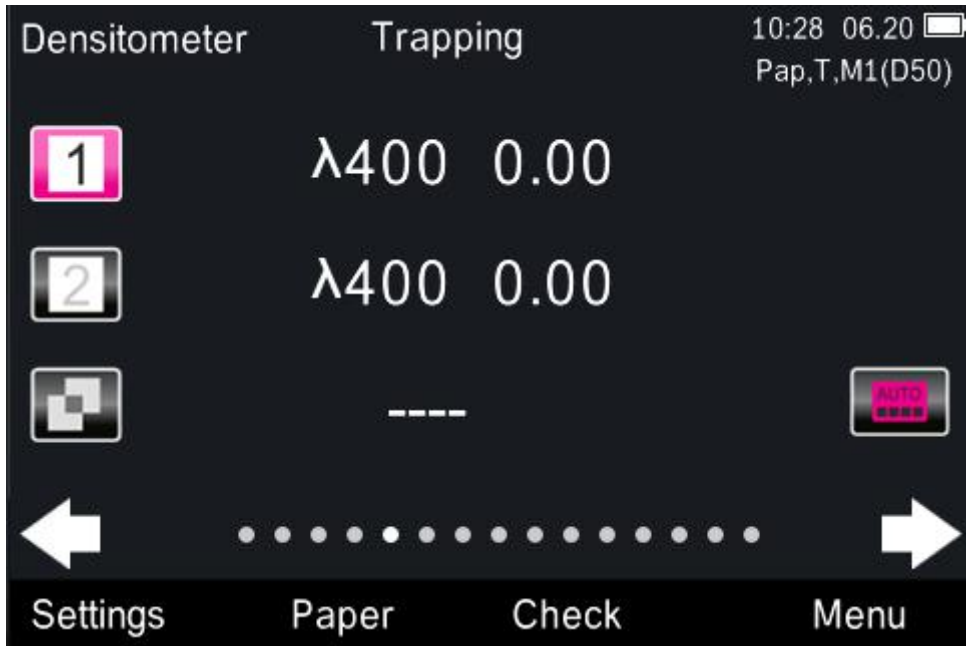 Densitometer Trapping 10:28 06.20
Pap,T,M1(D50)
1 λ400 0.00
2 λ400 0.00
----
AUTO
Settings Paper Check Menu